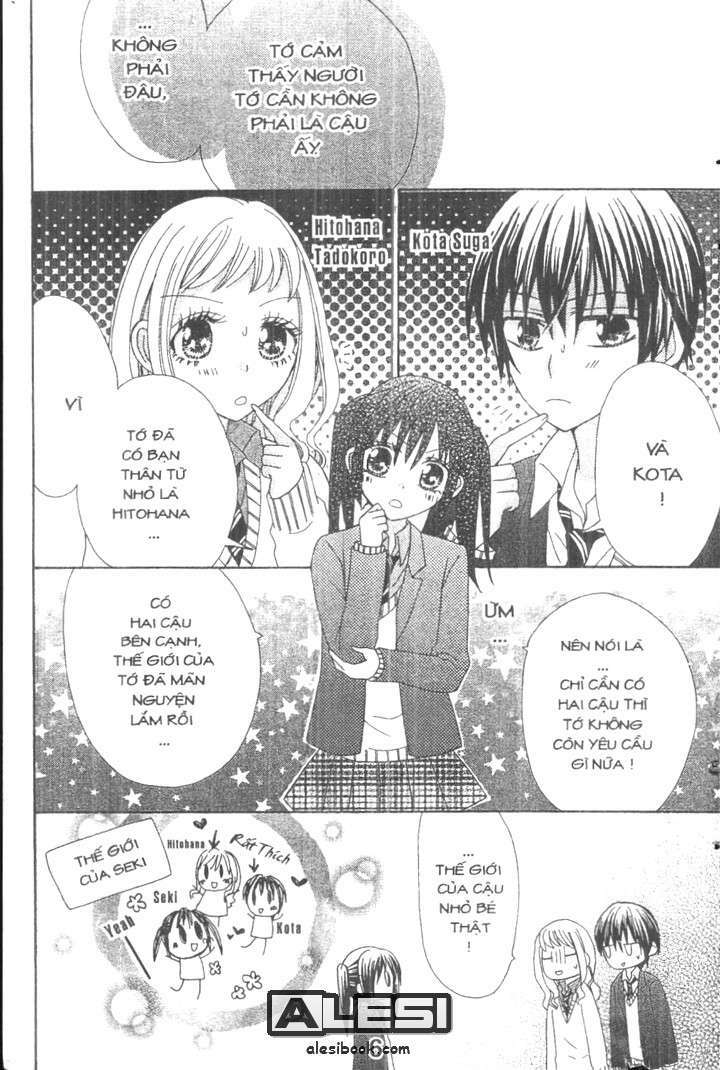 ...
KHÔNG
PHẢI
ĐÂU,
TỚ CẢM
THẤY NGƯỜI
TỚ CẦN KHÔNG
PHẢI LÀ CẬU
ẤY.
Hitohana
Tadokoro
Kota Suga
VÌ
TỚ ĐÃ
CÓ BẠN
THÂN TỪ
NHỎ LÀ
HITOHANA
...
VÀ
KOTA
!
CÓ
HAI CẬU
BÊN CẠNH,
THẾ GIỚI CỦA
TỚ ĐÃ MÃN
NGUYỆN
LẮM RỒI
...
ỪM
...
NÊN NÓI LÀ
...
CHỈ CẦN CÓ
HAI CẬU THÌ
TỚ KHÔNG
CÒN YÊU CẦU
GÌ NỮA !
THẾ GIỚI
CỦA SEKI
Hitohana
Rất Thích
Seki
Kota
Yeah
...
THẾ GIỚI
CỦA CẬU
NHỎ BÉ
THẬT
!
ALESI
alesibook.com
6